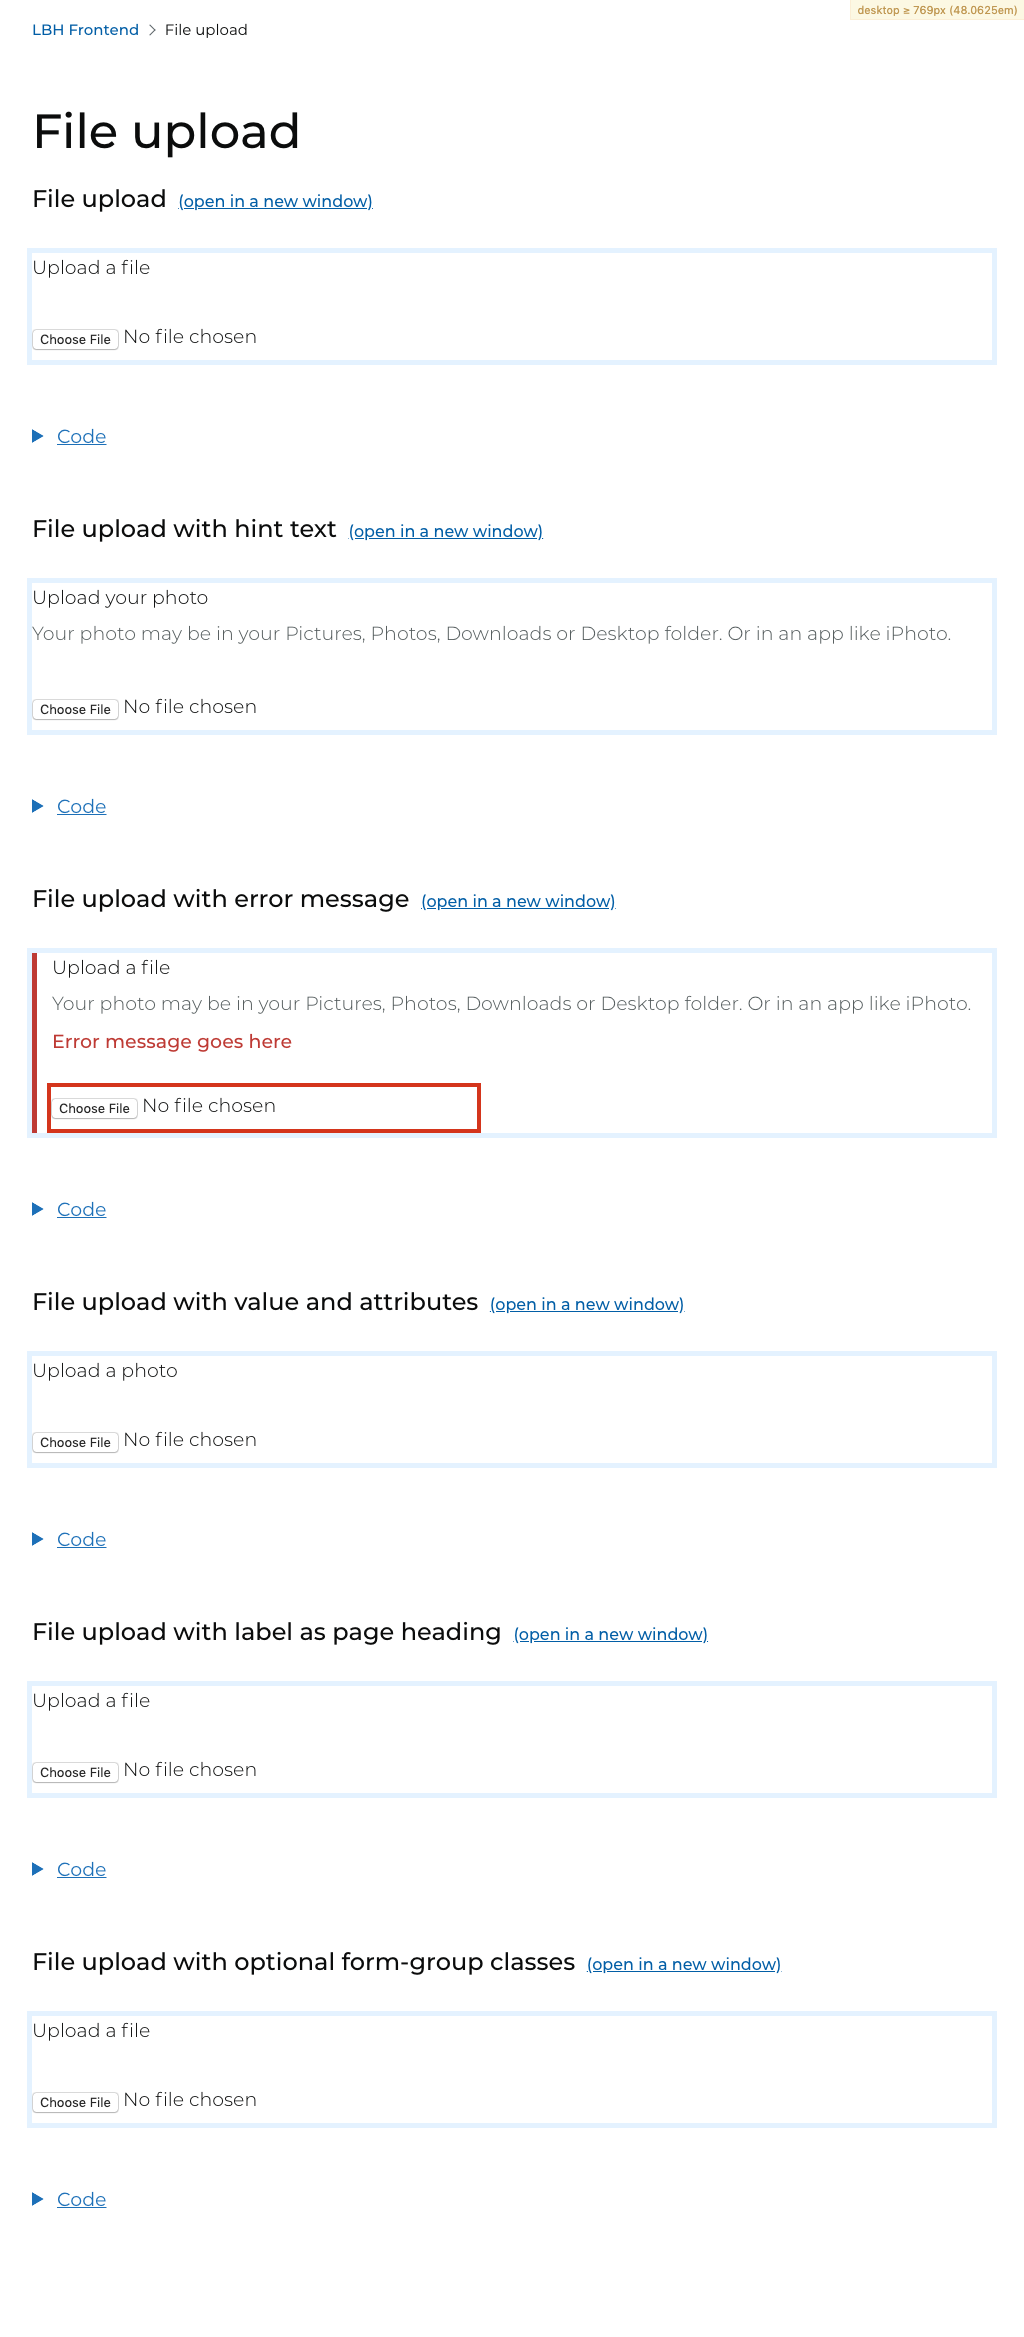 desktop ≥ 769px (48.0625em)
LBH Frontend > File upload
File upload
File upload (open in a new window)
Upload a file
Choose File No file chosen
Code
File upload with hint text (open in a new window)
Upload your photo
Your photo may be in your Pictures, Photos, Downloads or Desktop folder. Or in an app like iPhoto.
Choose File No file chosen
Code
File upload with error message (open in a new window)
Upload a file
Your photo may be in your Pictures, Photos, Downloads or Desktop folder. Or in an app like iPhoto.
Error message goes here
Choose File No file chosen
Code
File upload with value and attributes (open in a new window)
Upload a photo
Choose File No file chosen
Code
File upload with label as page heading (open in a new window)
Upload a file
Choose File No file chosen
Code
File upload with optional form-group classes (open in a new window)
Upload a file
Choose File No file chosen
Code